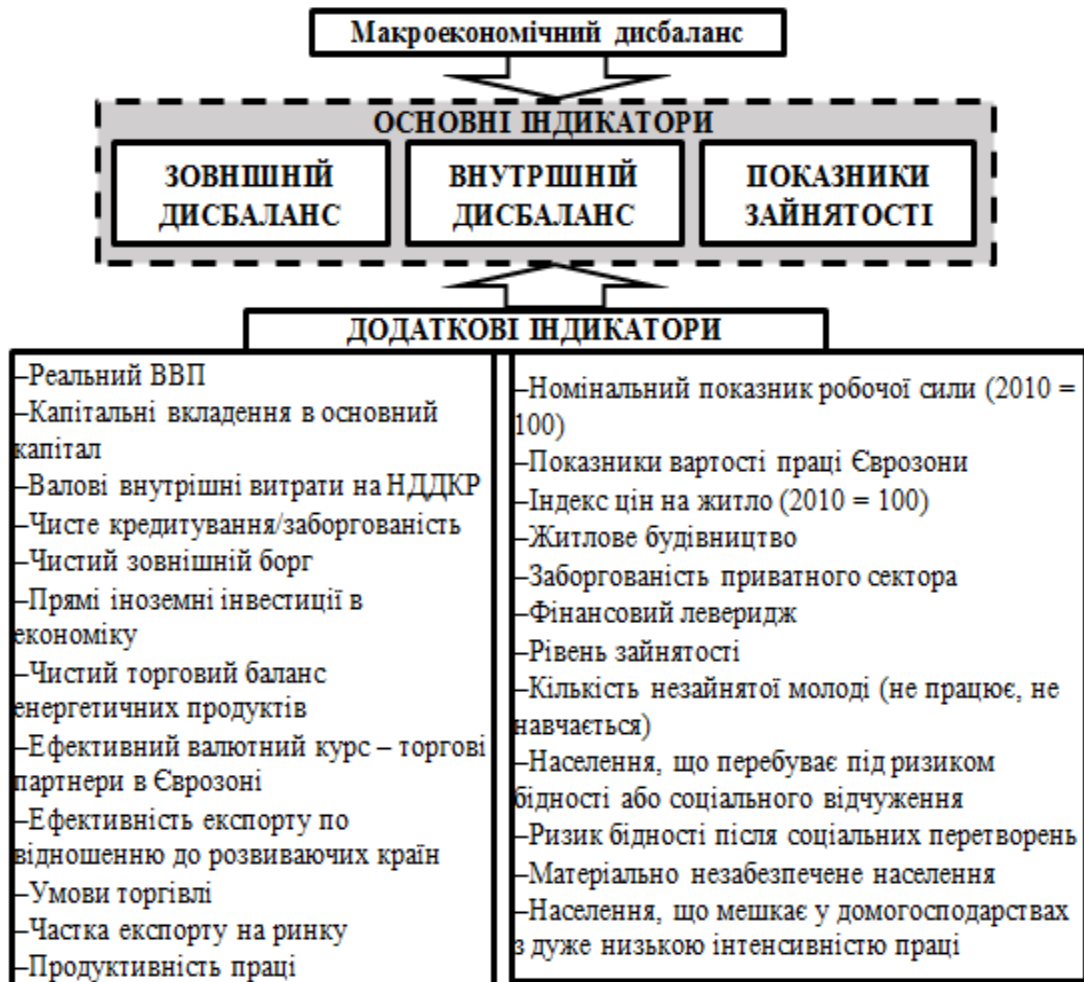 Макроекономічний дисбаланс
ОСНОВНІ ІНДИКАТОРИ
ЗОВНІШНІЙ
ДИСБАЛАНС
ВНУТРІШНІЙ
ДИСБАЛАНС
ПОКАЗНИКИ
ЗАЙНЯТОСТІ
ДОДАТКОВІ ІНДИКАТОРИ
–Реальний ВВП
–Капітальні вкладення в основний
капітал
–Валові внутрішні витрати на НДДКР
–Чисте кредитування/заборгованість
–Чистий зовнішній борг
–Прямі іноземні інвестиції в
економіку
–Чистий торговий баланс
енергетичних продуктів
–Ефективний валютний курс – торгові
партнери в Єврозоні
–Ефективність експорту по
відношенню до розвиваючих країн
–Умови торгівлі
–Частка експорту на ринку
–Продуктивність праці
–Номінальний показник робочої сили (2010 =
100)
–Показники вартості праці Єврозони
–Індекс цін на житло (2010 = 100)
–Житлове будівництво
–Заборгованість приватного сектора
–Фінансовий леверидж
–Рівень зайнятості
–Кількість незайнятої молоді (не працює, не
навчається)
–Населення, що перебуває під ризиком
бідності або соціального відчуження
–Ризик бідності після соціальних перетворень
–Матеріально незабезпечене населення
–Населення, що мешкає у домогосподарствах
з дуже низькою інтенсивністю праці